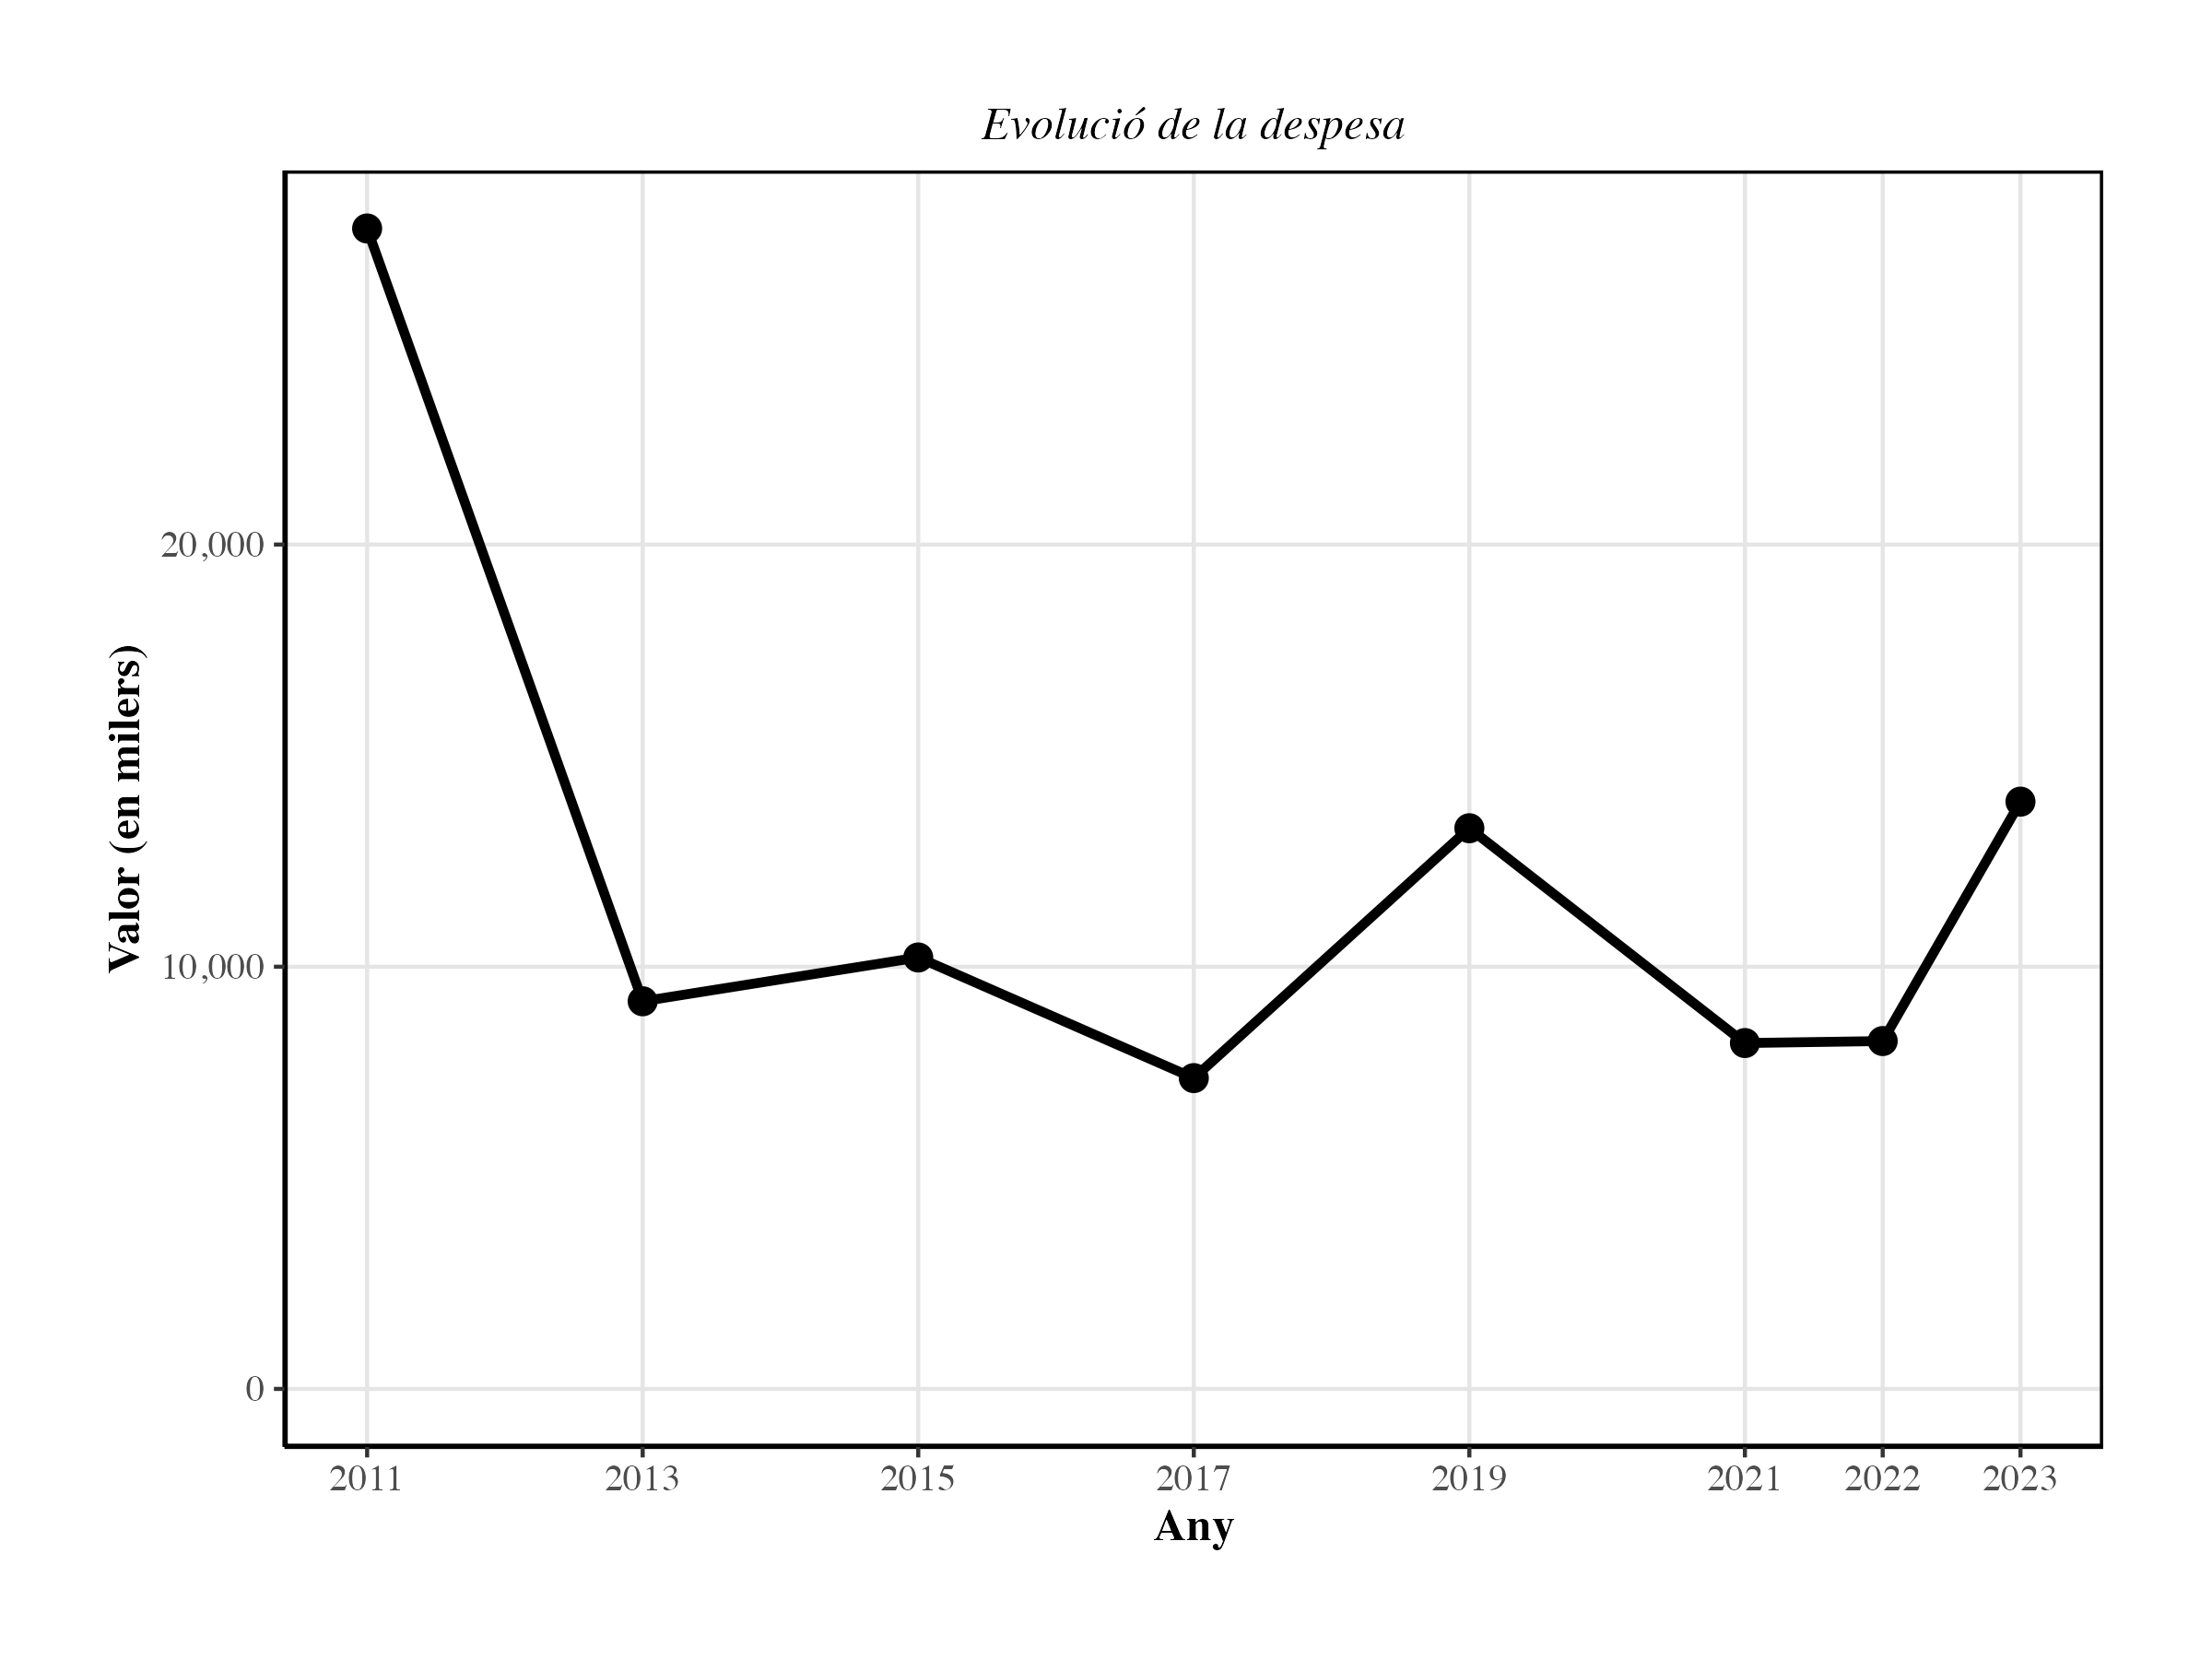 Evolució de la despesa
Valor (en milers)
20,000
10,000
0
2011 2013 2015 2017 2019 2021 2022 2023
Any